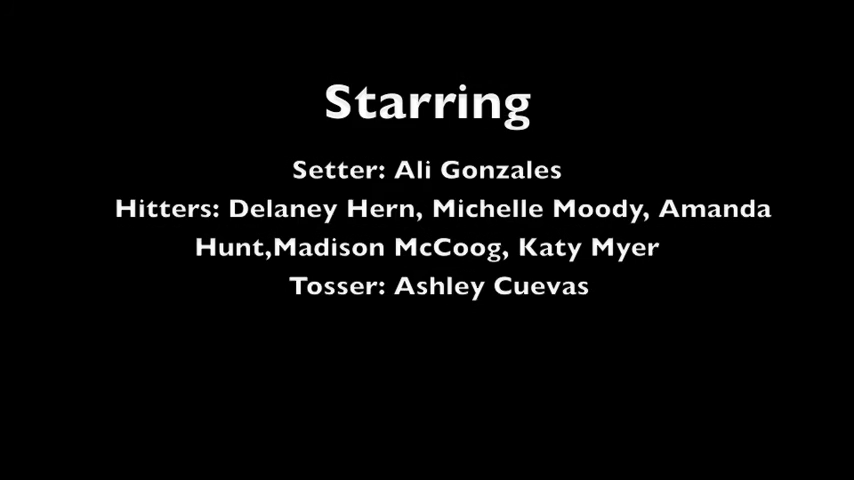 Starring
Setter: Ali Gonzales
Hitters: Delaney Hern, Michelle Moody, Amanda
Hunt,Madison McCoog, Katy Myer
Tosser: Ashley Cuevas